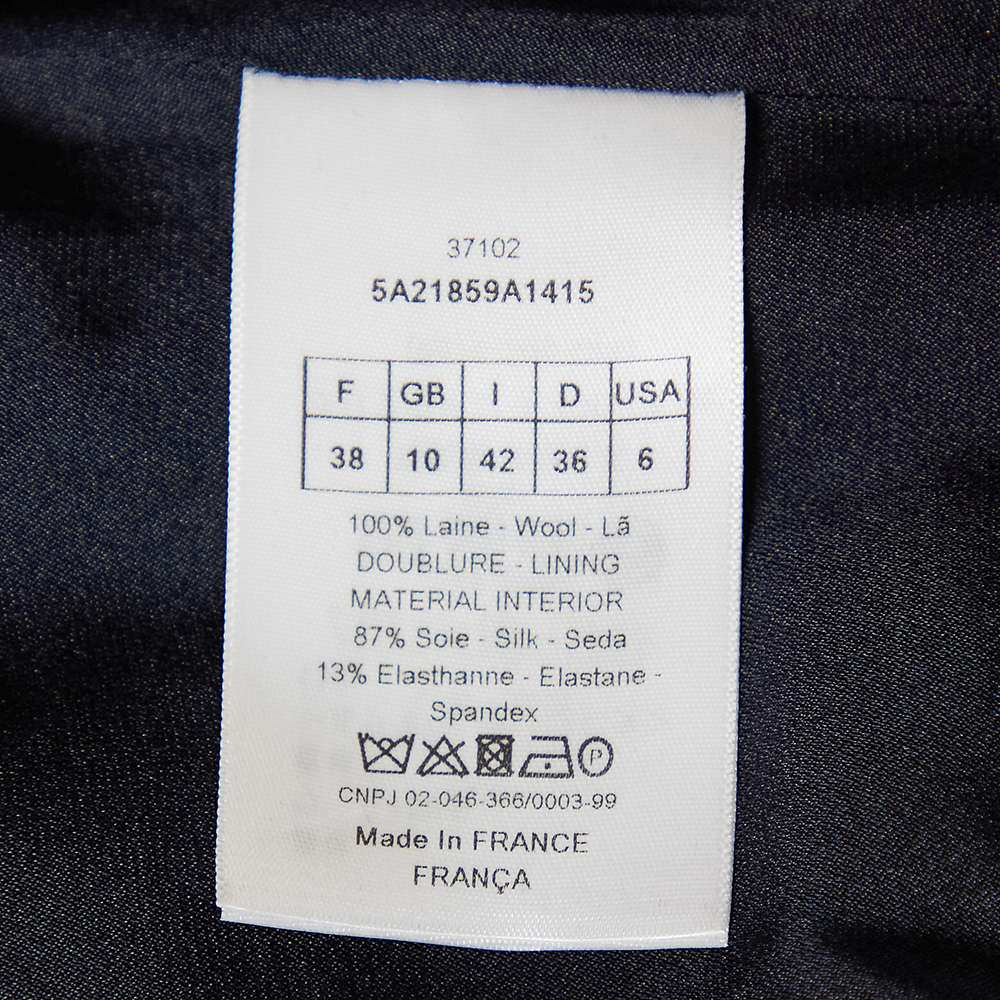 37102
5A21859A1415
F GB I D USA
38 10 42 36 6
100% Laine - Wool - Lã
DOUBLURE - LINING
MATERIAL INTERIOR
87% Soie - Silk - Seda
13% Elasthanne - Elastane -
Spandex
P
CNPJ 02-046-366/0003-99
Made In FRANCE
FRANÇA